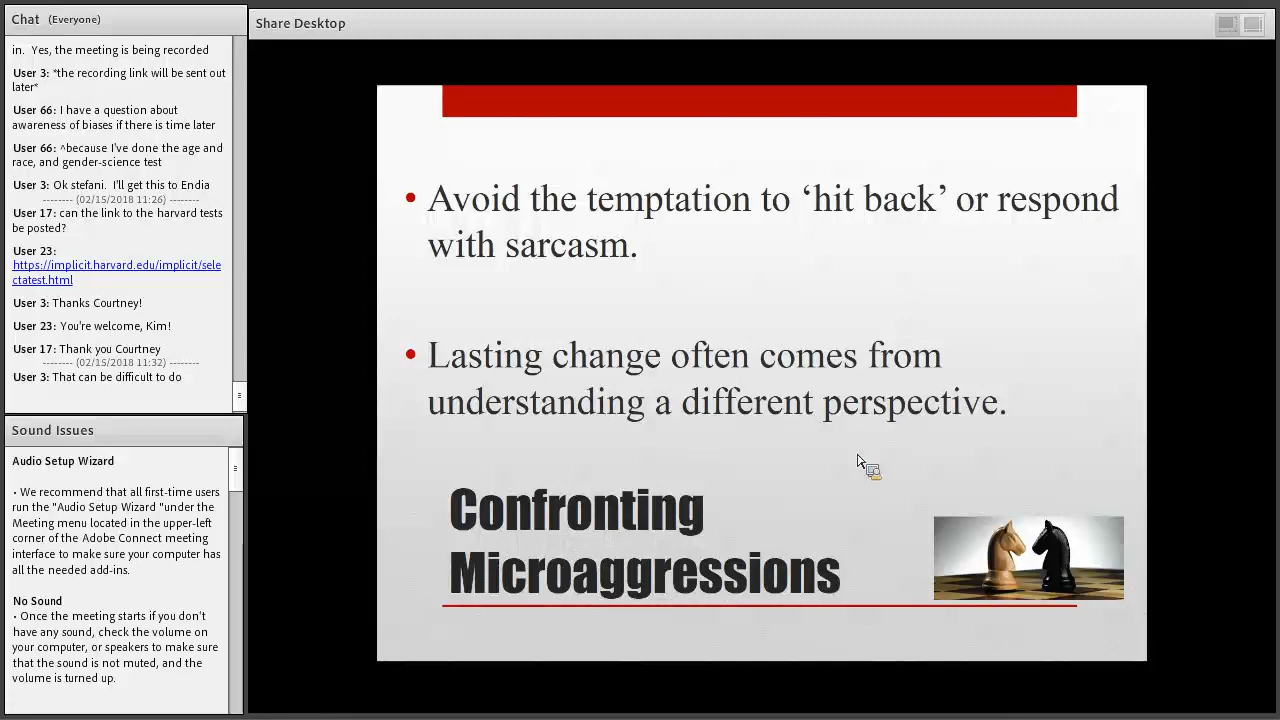 Chat (Everyone)
in. Yes, the meeting is being recorded
User 3: *the recording link will be sent out
later*
User 66: I have a question about
awareness of biases if there is time later
User 66: ^because I've done the age and
race, and gender-science test
User 3: Ok stefani. I'll get this to Endia
-------- (02/15/2018 11:26) --------
User 17: can the link to the harvard tests
be posted?
User 23:
https://implicit.harvard.edu/implicit/sele
ctatest.html
User 3: Thanks Courtney!
User 23: You're welcome, Kim!
User 17: Thank you Courtney
-------- (02/15/2018 11:32) --------
User 3: That can be difficult to do
Sound Issues
Audio Setup Wizard
• We recommend that all first-time users
run the "Audio Setup Wizard "under the
Meeting menu located in the upper-left
corner of the Adobe Connect meeting
interface to make sure your computer has
all the needed add-ins.
No Sound
• Once the meeting starts if you don't
have any sound, check the volume on
your computer, or speakers to make sure
that the sound is not muted, and the
volume is turned up.
Share Desktop
• Avoid the temptation to ‘hit back’ or respond
with sarcasm.
• Lasting change often comes from
understanding a different perspective.
Confronting
Microaggressions